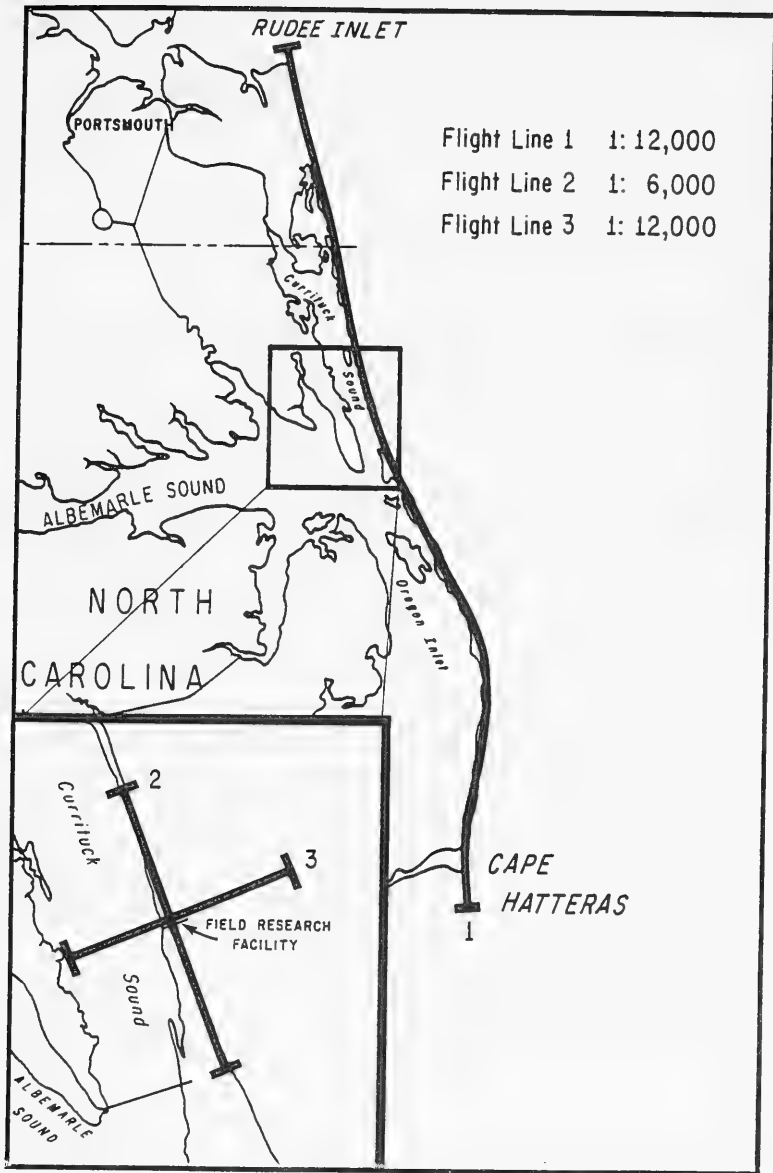 RUDEE INLET
PORTSMOUTH
Flight Line 1 1: 12,000
Flight Line 2 1: 6,000
Flight Line 3 1: 12,000
Currituck
Sound
ALBEMARLE SOUND
NORTH
CAROLINA
Oregon Inlet
CAPE
HATTERAS
1
2
3
Currituck
Sound
FIELD RESEARCH
FACILITY
ALBEMARLE
SOUND